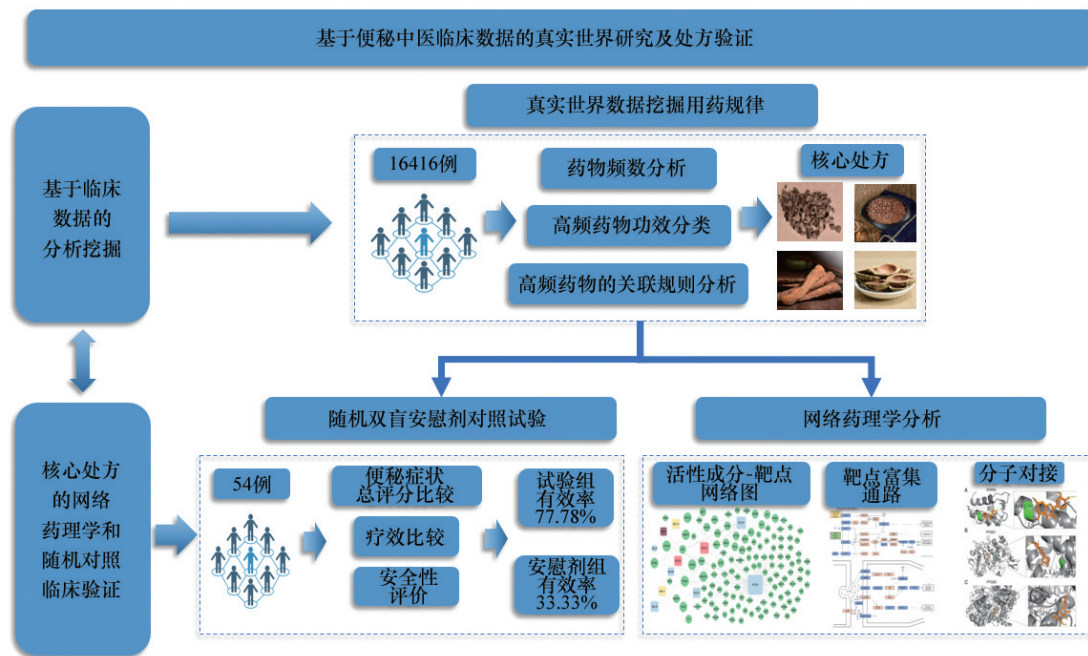 基于便秘中医临床数据的真实世界研究及处方验证
真实世界数据挖掘用药规律
基于临床
数据的
分析挖掘
16416例
药物频数分析
高频药物功效分类
高频药物的关联规则分析
核心处方
核心处方
的网络
药理学和
随机对照
临床验证
随机双盲安慰剂对照试验
54例
便秘症状
总评分比较
疗效比较
安全性
评价
试验组
有效率
77.78%
安慰剂组
有效率
33.33%
网络药理学分析
活性成分-靶点
网络图
靶点富集
通路
分子对接
A
B
C